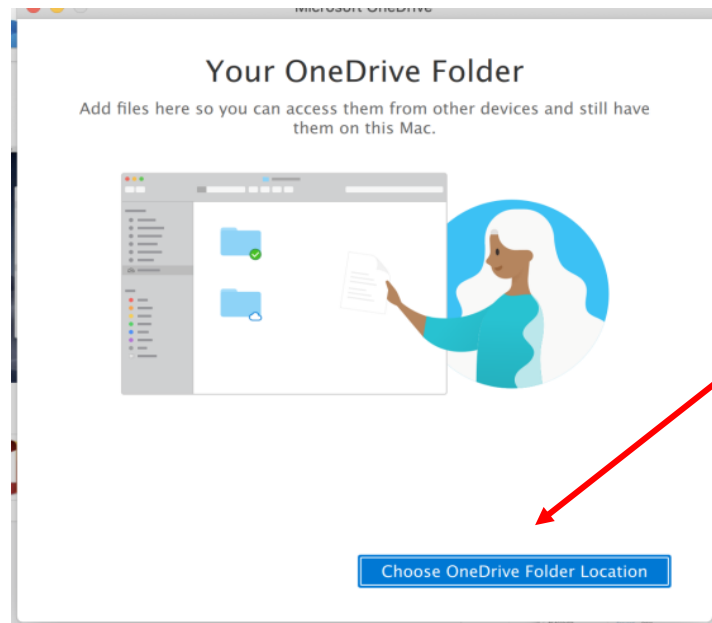 Microsoft OneDrive
Your OneDrive Folder
Add files here so you can access them from other devices and still have
them on this Mac.
Choose OneDrive Folder Location